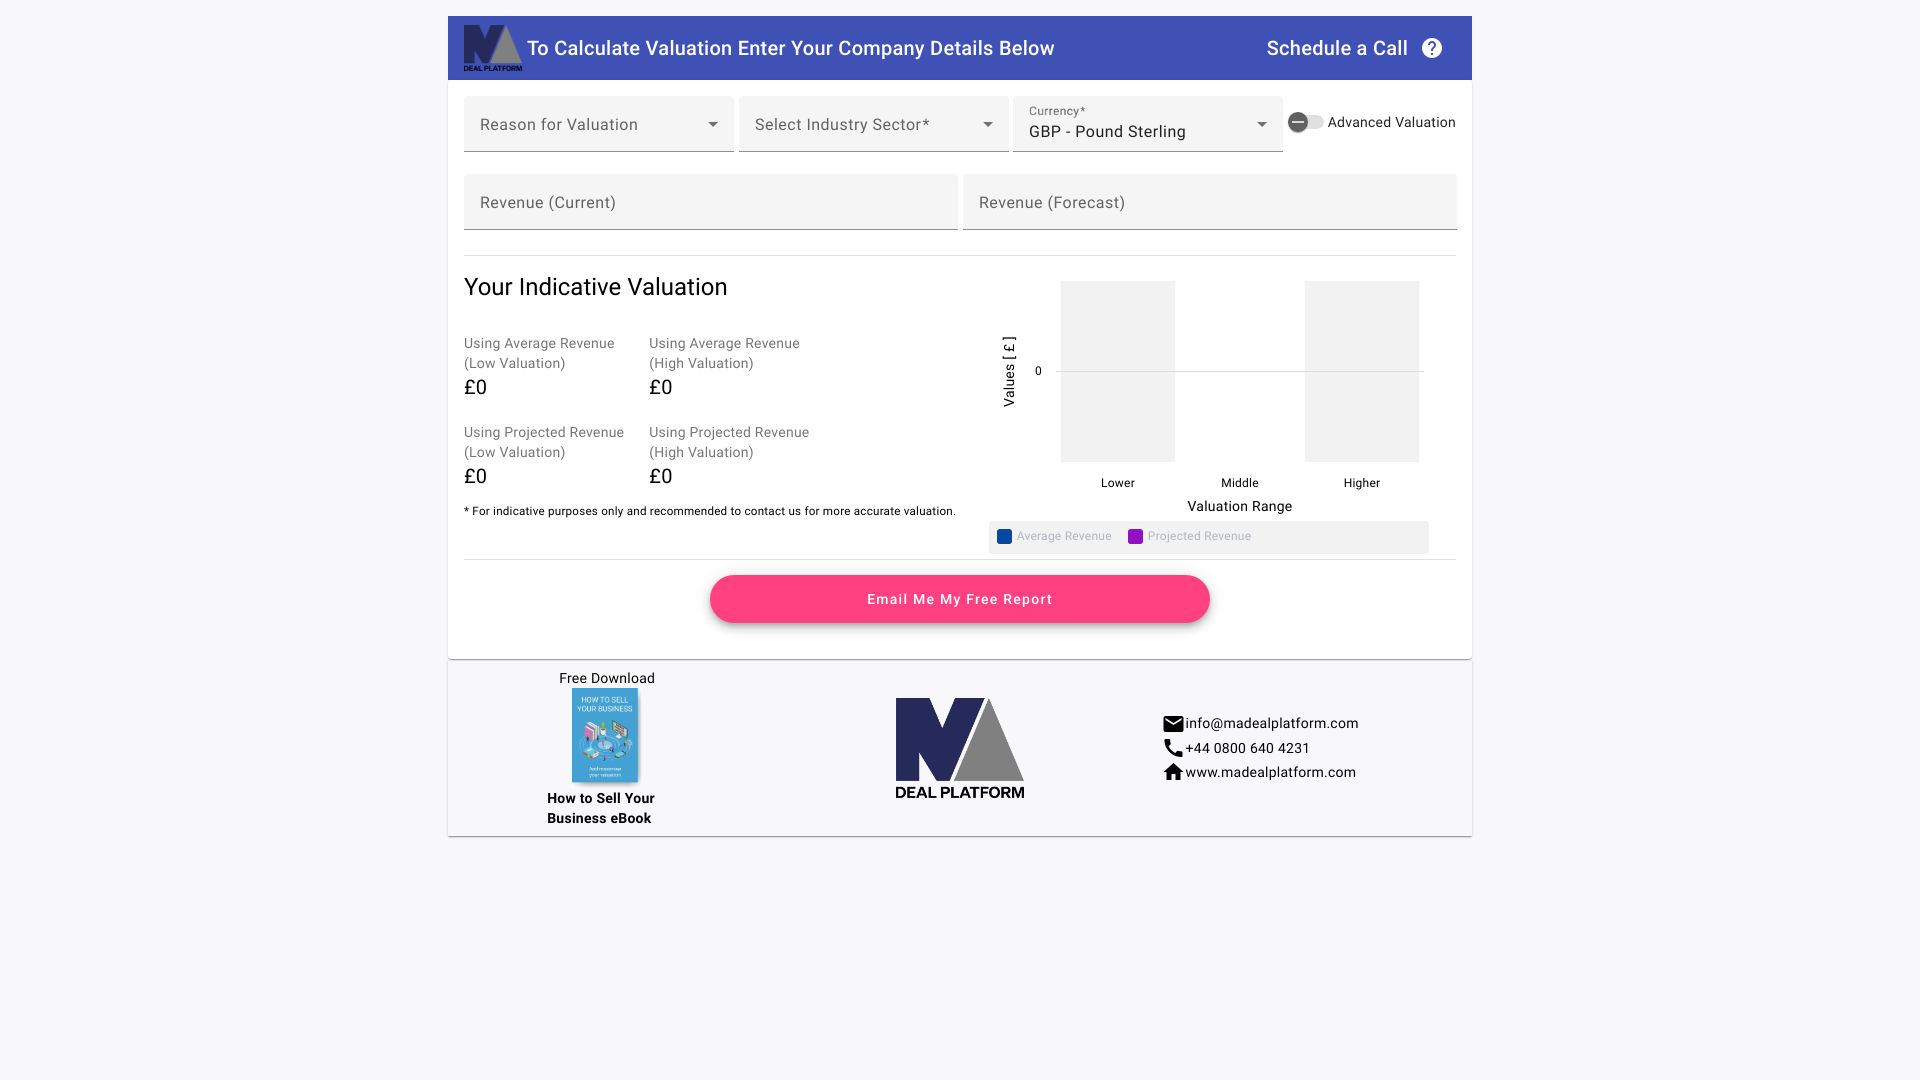 DEAL PLATFORM
To Calculate Valuation Enter Your Company Details Below
Schedule a Call ?
Reason for Valuation
Select Industry Sector*
Currency*
GBP - Pound Sterling
Advanced Valuation
Revenue (Current)
Revenue (Forecast)
Your Indicative Valuation
Using Average Revenue
(Low Valuation)
£0
Using Average Revenue
(High Valuation)
£0
Using Projected Revenue
(Low Valuation)
£0
Using Projected Revenue
(High Valuation)
£0
* For indicative purposes only and recommended to contact us for more accurate valuation.
Values [ £ ]
0
Lower
Middle
Higher
Valuation Range
Average Revenue
Projected Revenue
Email Me My Free Report
Free Download
HOW TO SELL
YOUR BUSINESS
And maximise
your valuation
How to Sell Your
Business eBook
MA
DEAL PLATFORM
info@madealplatform.com
+44 0800 640 4231
www.madealplatform.com